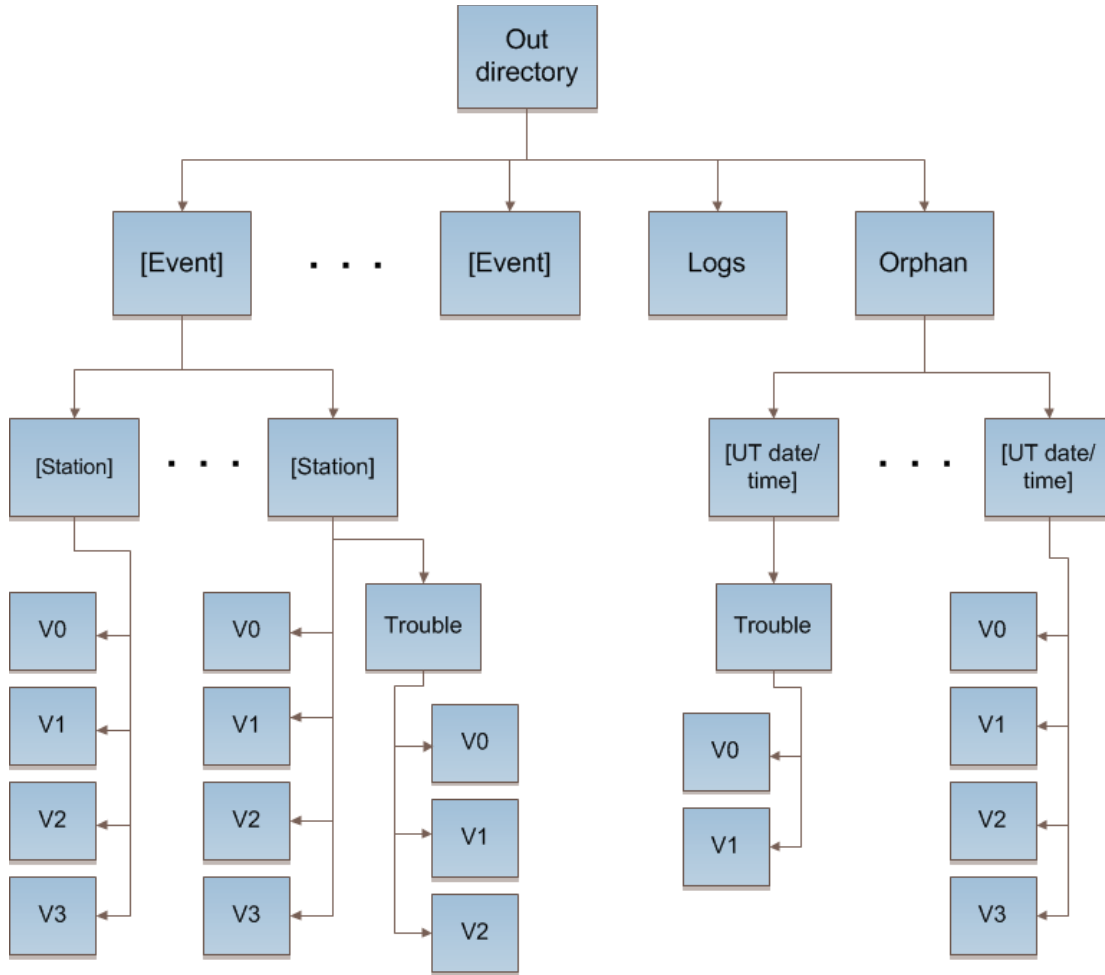 Out
directory
[Event]
. . .
[Event]
Logs
Orphan
[Station]
. . .
[Station]
[UT date/
time]
. . .
[UT date/
time]
V0
V1
V2
V3
V0
V1
V2
V3
Trouble
V0
V1
V2
Trouble
V0
V1
V0
V1
V2
V3